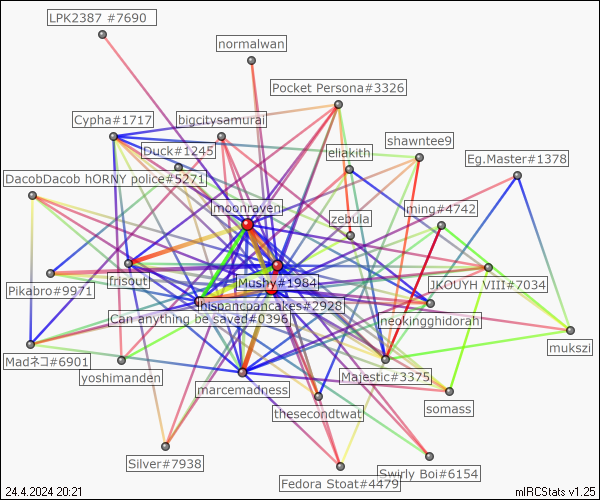 LPK2387 #7690
normalwan
Pocket Persona#3326
Cypha#1717
bigcitysamurai
shawntee9
Duck#1245
eliakith
Eg.Master#1378
DacobDacob hORNY police#5271
moonraven
ming#4742
zebula
frisout
Mushy#1984
JKOUYH VIII#7034
Pikabro#9971
hispancpancakes#2928
Can anything be saved#0396
neokingghidorah
mukszi
Madネコ#6901
yoshimanden
Majestic#3375
marcemadness
thesecondtwat
somass
Silver#7938
Swirly Boi#6154
Fedora Stoat#4479
24.4.2024 20:21
mIRCStats v1.25